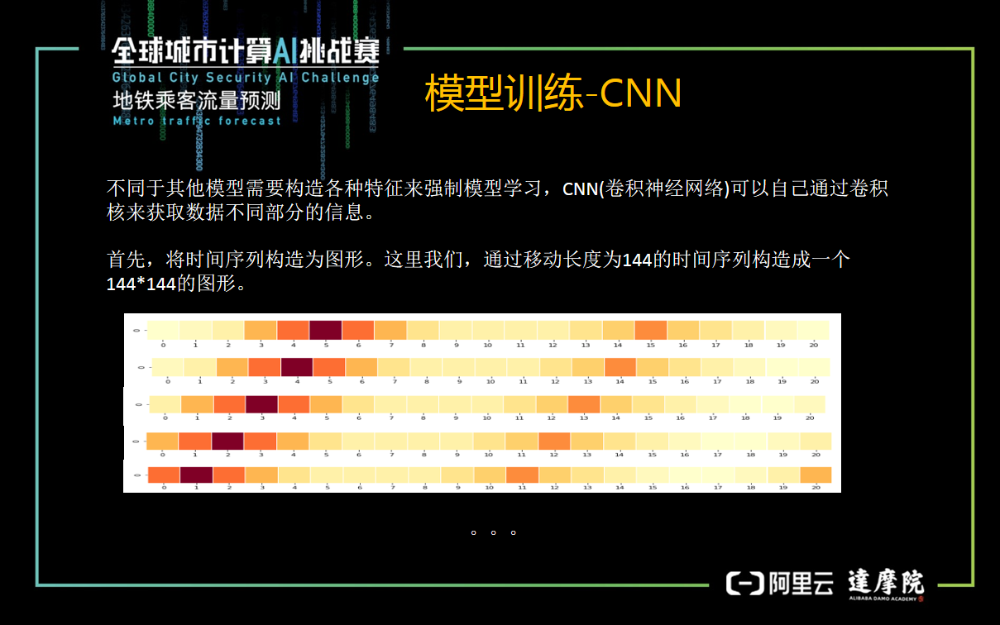 全球城市计算AI挑战赛
Global City Security AI Challenge
地铁乘客流量预测
Metro traffic forecast
模型训练-CNN
不同于其他模型需要构造各种特征来强制模型学习，CNN(卷积神经网络)可以自己通过卷积
核来获取数据不同部分的信息。
首先，将时间序列构造为图形。这里我们，通过移动长度为144的时间序列构造成一个
144*144的图形。
0
0 1 2 3 4 5 6 7 8 9 10 11 12 13 14 15 16 17 18 19 20
0
0 1 2 3 4 5 6 7 8 9 10 11 12 13 14 15 16 17 18 19 20
0
0 1 2 3 4 5 6 7 8 9 10 11 12 13 14 15 16 17 18 19 20
0
0 1 2 3 4 5 6 7 8 9 10 11 12 13 14 15 16 17 18 19 20
0
0 1 2 3 4 5 6 7 8 9 10 11 12 13 14 15 16 17 18 19 20
。。。
阿里云 達摩院
ALIBABA DAMO ACADEMY